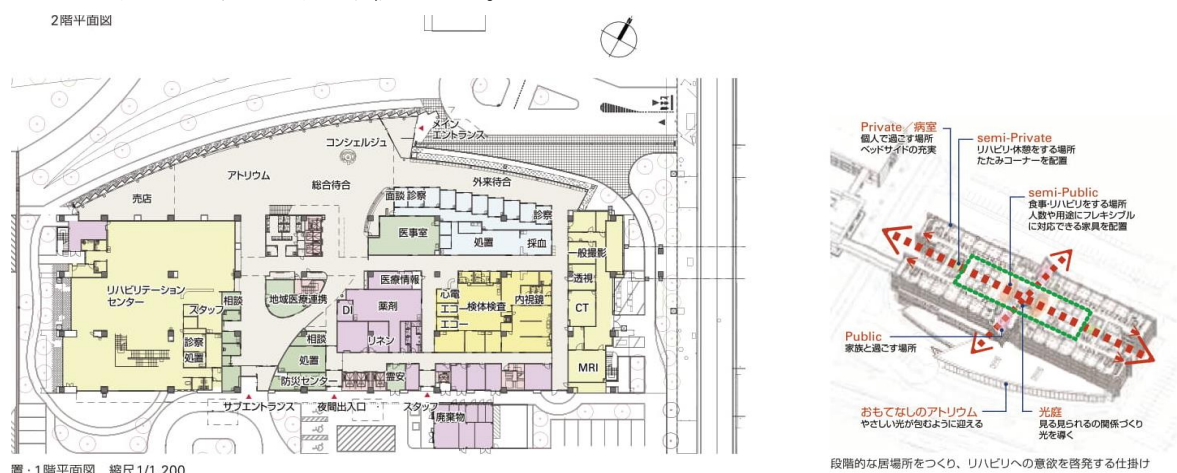 2階平面図
メイン
エントランス
コンシェルジュ
アトリウム
総合待合
外来待合
売店
面談
診察
診察
医事室
処置
採血
一般撮影
医療情報
透視
リハビリテーション
センター
スタッフ
相談
地域医療連携
DI
薬剤
心電
エコー
エコー
検体検査
内視鏡
CT
診察
処置
相談
処置
リネン
防災センター
霊安
MRI
サブエントランス
夜間出入口
スタッフ
廃棄物
置・1階平面図 縮尺1/1,200
Private 病室
個人で過ごす場所
ベッドサイドの充実
semi-Private
リハビリ・休憩をする場所
たたみコーナーを配置
semi-Public
食事・リハビリをする場所
人数や用途にフレキシブル
に対応できる家具を配置
Public
家族と過ごす場所
おもてなしのアトリウム
やさしい光が包むように迎える
光庭
見る見られるの関係づくり
光を導く
段階的な居場所をつくり、リハビリへの意欲を啓発する仕掛け